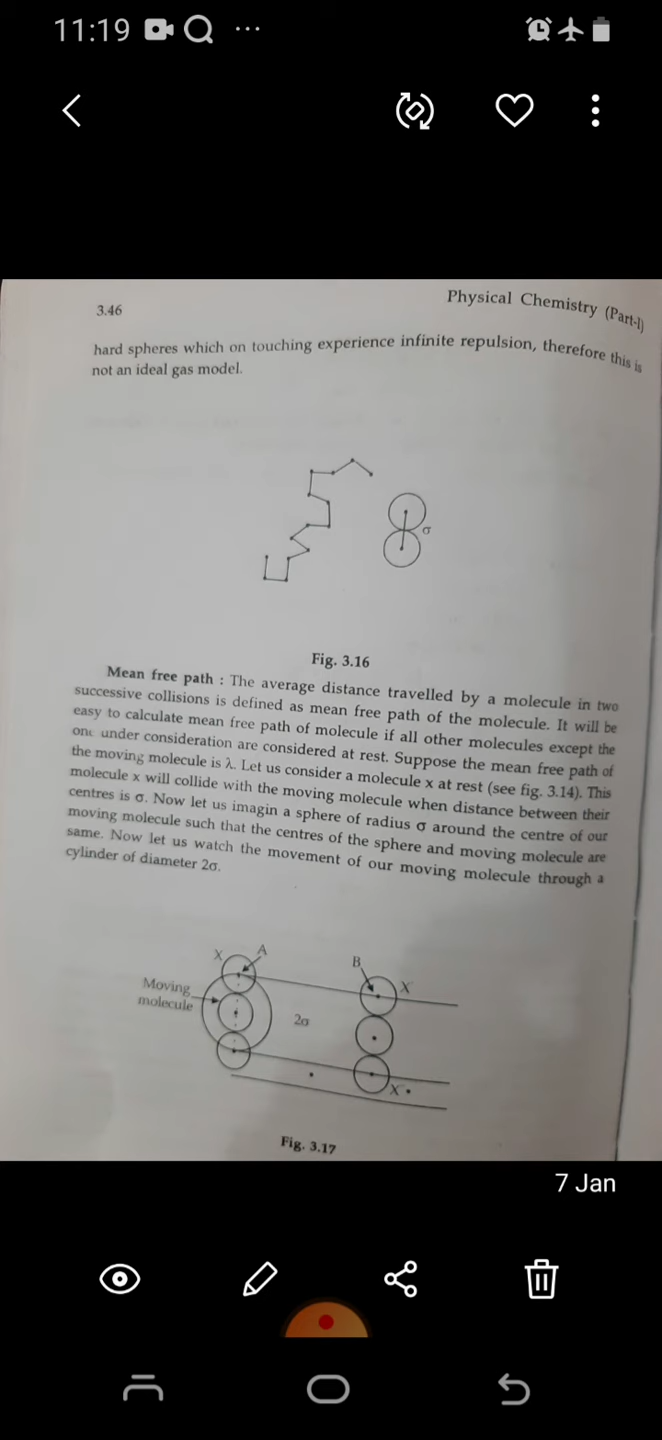 11:19
3.46
Physical Chemistry (Part-I)
hard spheres which on touching experience infinite repulsion, therefore this is
not an ideal gas model.
σ
Fig. 3.16
Mean free path : The average distance travelled by a molecule in two
successive collisions is defined as mean free path of the molecule. It will be
easy to calculate mean free path of molecule if all other molecules except the
one under consideration are considered at rest. Suppose the mean free path of
the moving molecule is λ. Let us consider a molecule x at rest (see fig. 3.14). This
molecule x will collide with the moving molecule when distance between their
centres is σ. Now let us imagin a sphere of radius σ around the centre of our
moving molecule such that the centres of the sphere and moving molecule are
same. Now let us watch the movement of our moving molecule through a
cylinder of diameter 2σ.
X A B X
Moving
molecule
2σ
X
Fig. 3.17
7 Jan